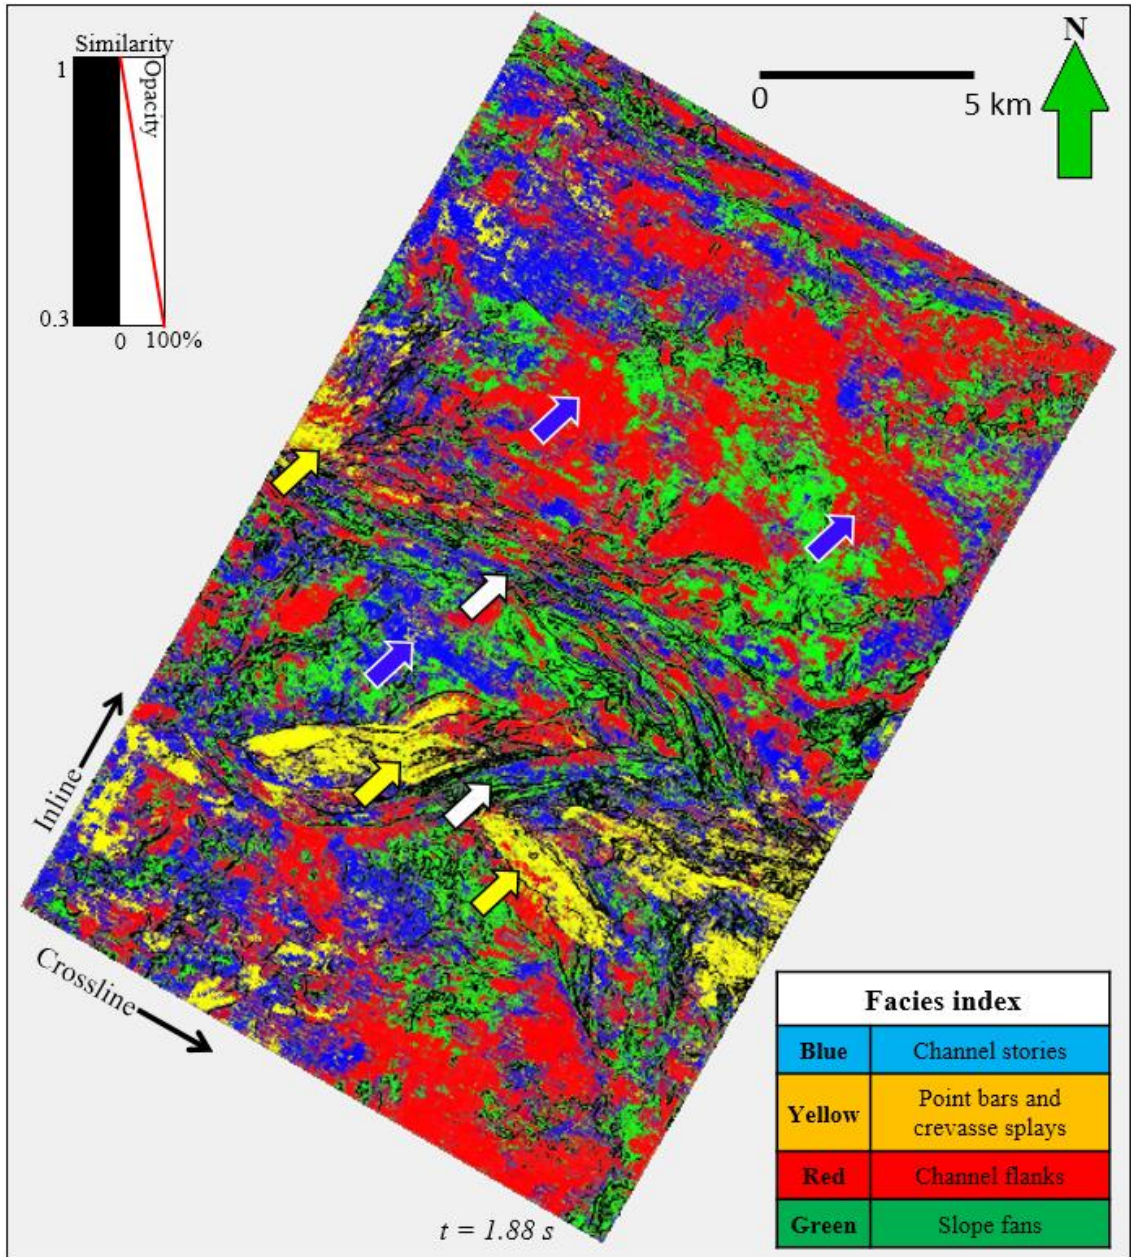 Similarity
Opacity
1
0.3
0 100%
N
0 5 km
Inline
Crossline
t = 1.88 s
Facies index
Blue Channel stories
Yellow Point bars and
crevasse splays
Red Channel flanks
Green Slope fans